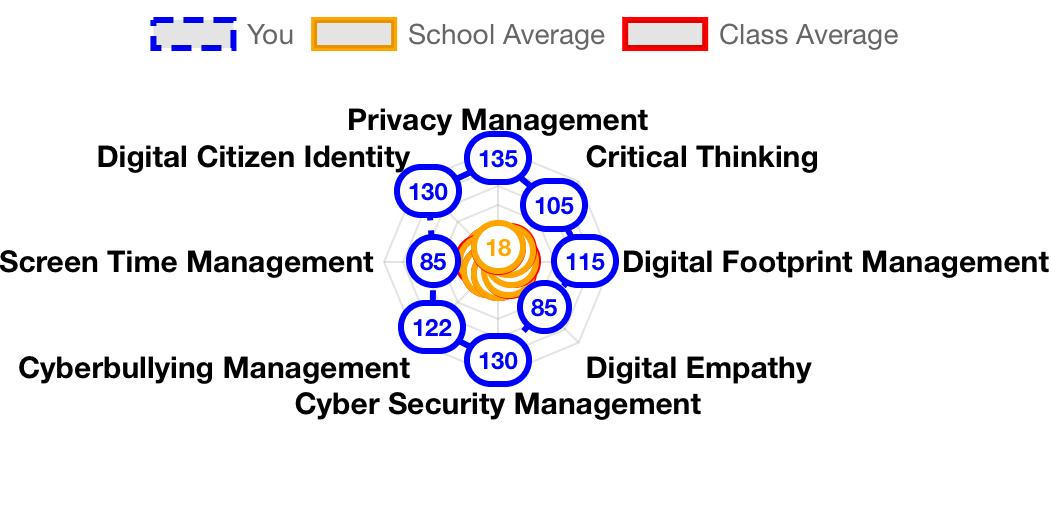 You School Average Class Average
Privacy Management
Digital Citizen Identity Critical Thinking
135
130
105
18
Screen Time Management 85 115 Digital Footprint Management
85
122
130
Cyberbullying Management Digital Empathy
Cyber Security Management